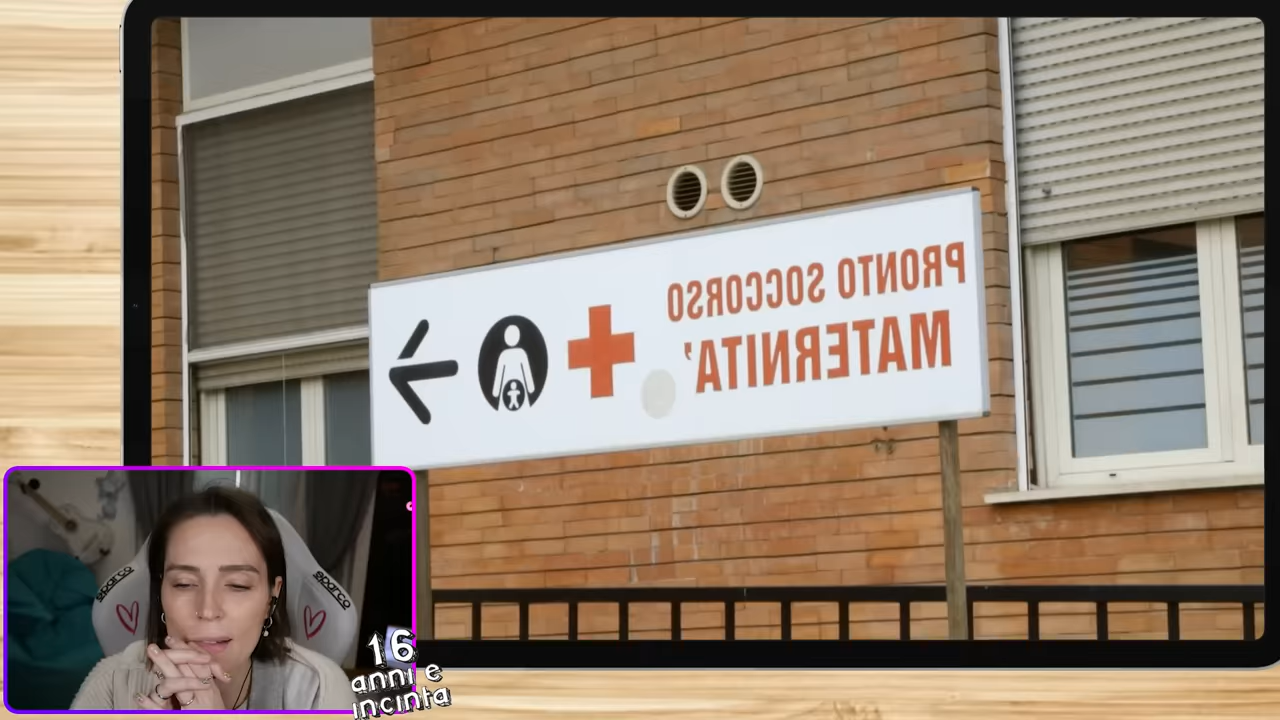 PRONTO SOCCORSO
MATERNITA'
sparco
sparco
16
anni e
incinta